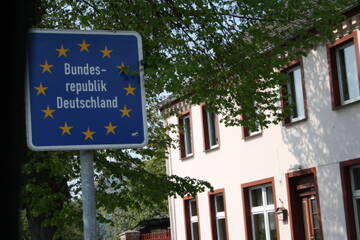 Bundes-
republik
Deutschland